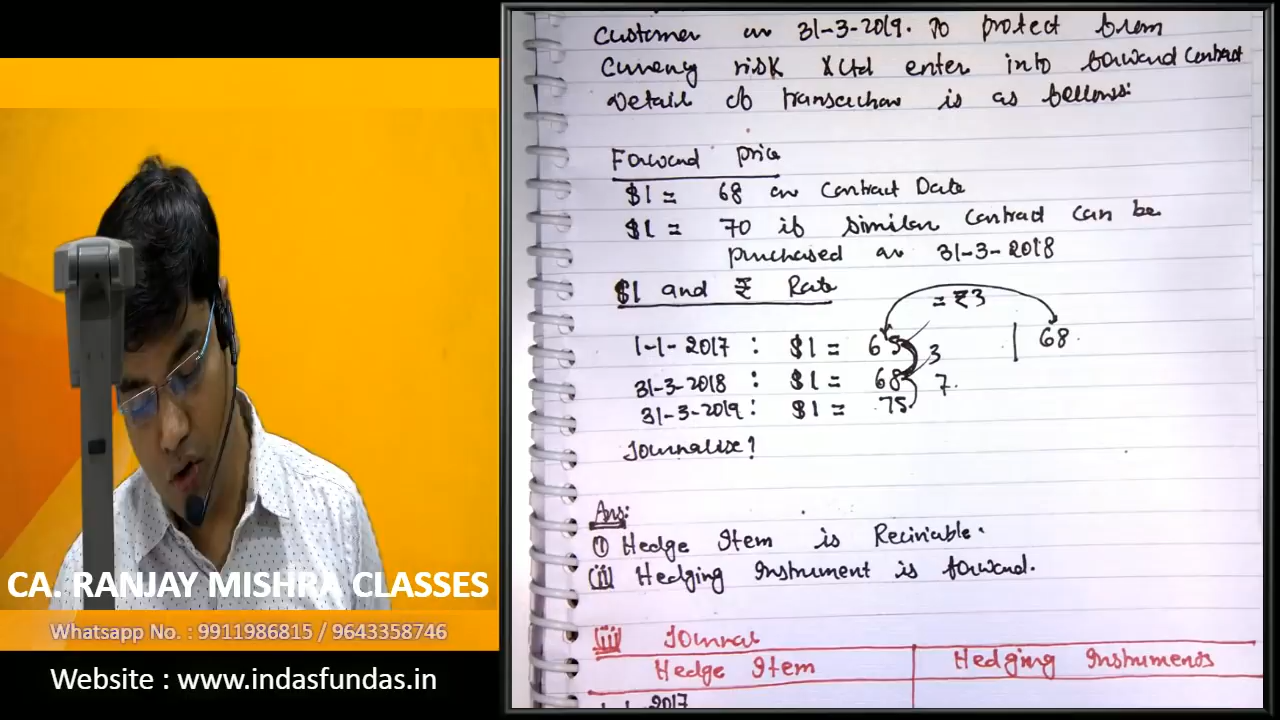 customer on 31-3-2019. To protect from
Currency risk X Ltd enter into forward contract
Detail of transaction is as follows:
Forward price
$1 = 68 on Contract Date
$1 = 70 if similar contract can be
purchased on 31-3-2018
$1 and ₹ Rate
= ₹3
1-1-2017 : $1 = 65 3 | 68.
31-3-2018 : $1 = 68 7.
31-3-2019 : $1 = 75
Journalise?
Ans:
(i) Hedge Item is Receivable.
(ii) Hedging Instrument is forward.
(iii) Journal
Hedge Item Hedging Instruments
2017
CA. RANJAY MISHRA CLASSES
Whatsapp No. : 9911986815 / 9643358746
Website : www.indasfundas.in